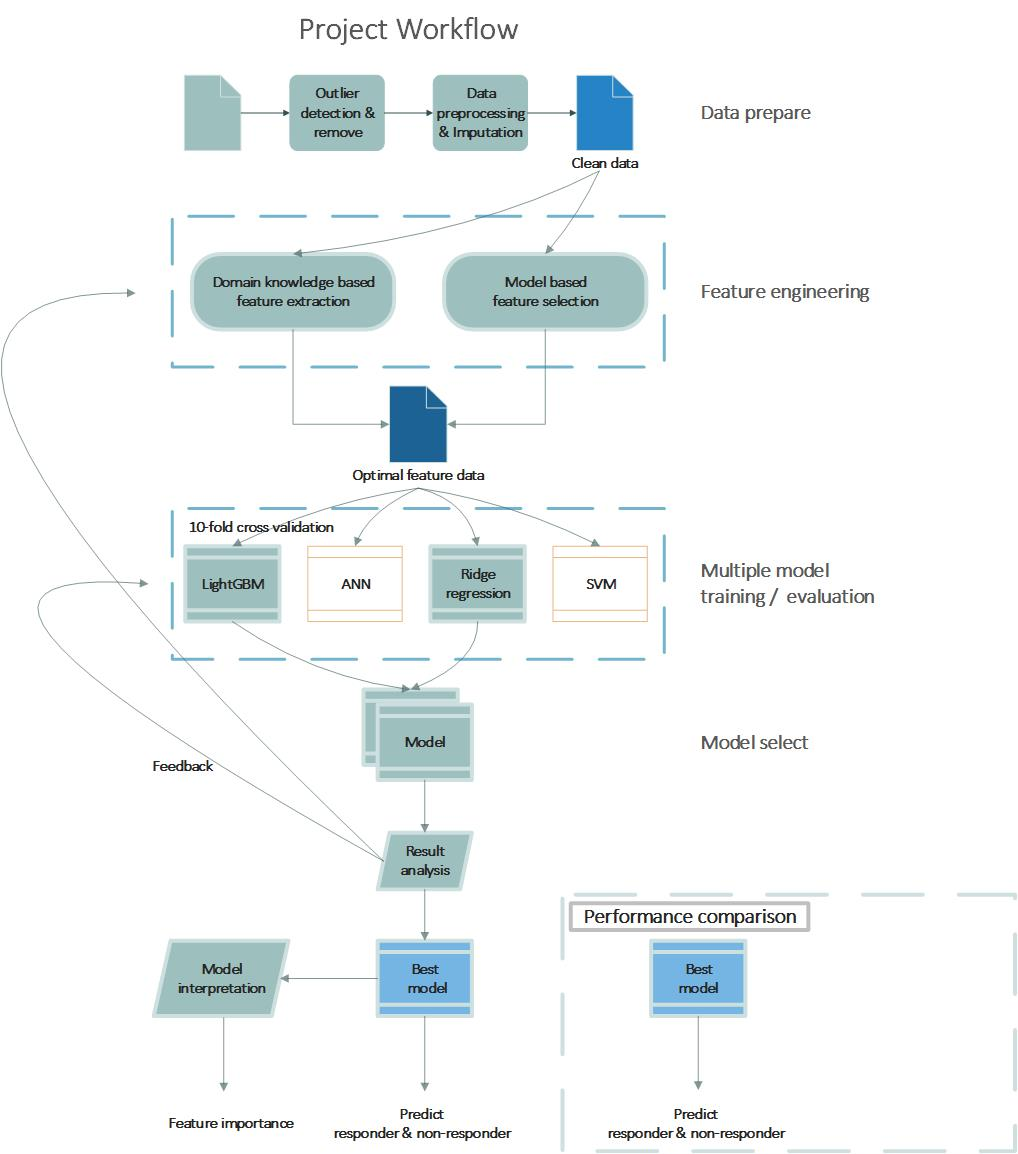 Project Workflow
Outlier
detection &
remove
Data
preprocessing
& Imputation
Data prepare
Clean data
Domain knowledge based
feature extraction
Model based
feature selection
Feature engineering
Optimal feature data
10-fold cross validation
LightGBM
ANN
Ridge
regression
SVM
Multiple model
training / evaluation
Model
Model select
Feedback
Result
analysis
Performance comparison
Model
interpretation
Best
model
Best
model
Feature importance
Predict
responder & non-responder
Predict
responder & non-responder